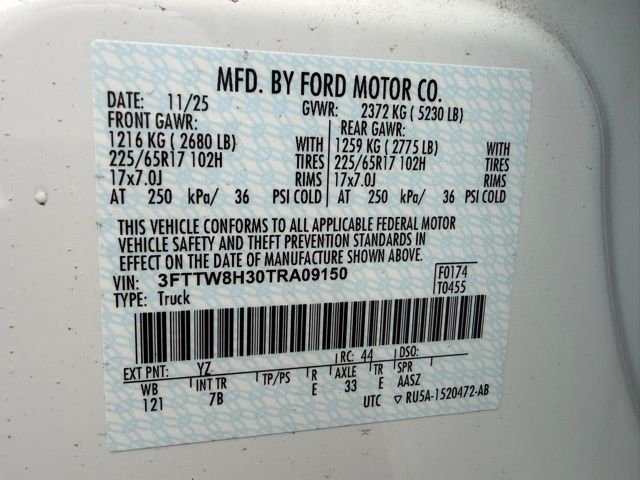 MFD. BY FORD MOTOR CO.
DATE: 11/25 GVWR: 2372 KG ( 5230 LB)
FRONT GAWR: REAR GAWR:
1216 KG ( 2680 LB) WITH 1259 KG ( 2775 LB) WITH
225/65R17 102H TIRES 225/65R17 102H TIRES
17x7.0J RIMS 17x7.0J RIMS
AT 250 kPa/ 36 PSI COLD AT 250 kPa/ 36 PSI COLD
THIS VEHICLE CONFORMS TO ALL APPLICABLE FEDERAL MOTOR
VEHICLE SAFETY AND THEFT PREVENTION STANDARDS IN
EFFECT ON THE DATE OF MANUFACTURE SHOWN ABOVE.
VIN: 3FTTW8H30TRA09150 F0174
TYPE: Truck T0455
EXT PNT: YZ RC: 44 DSO:
WB INT TR TP/PS R AXLE TR SPR
121 7B E 33 E AASZ
UTC ▽ RU5A-1520472-AB